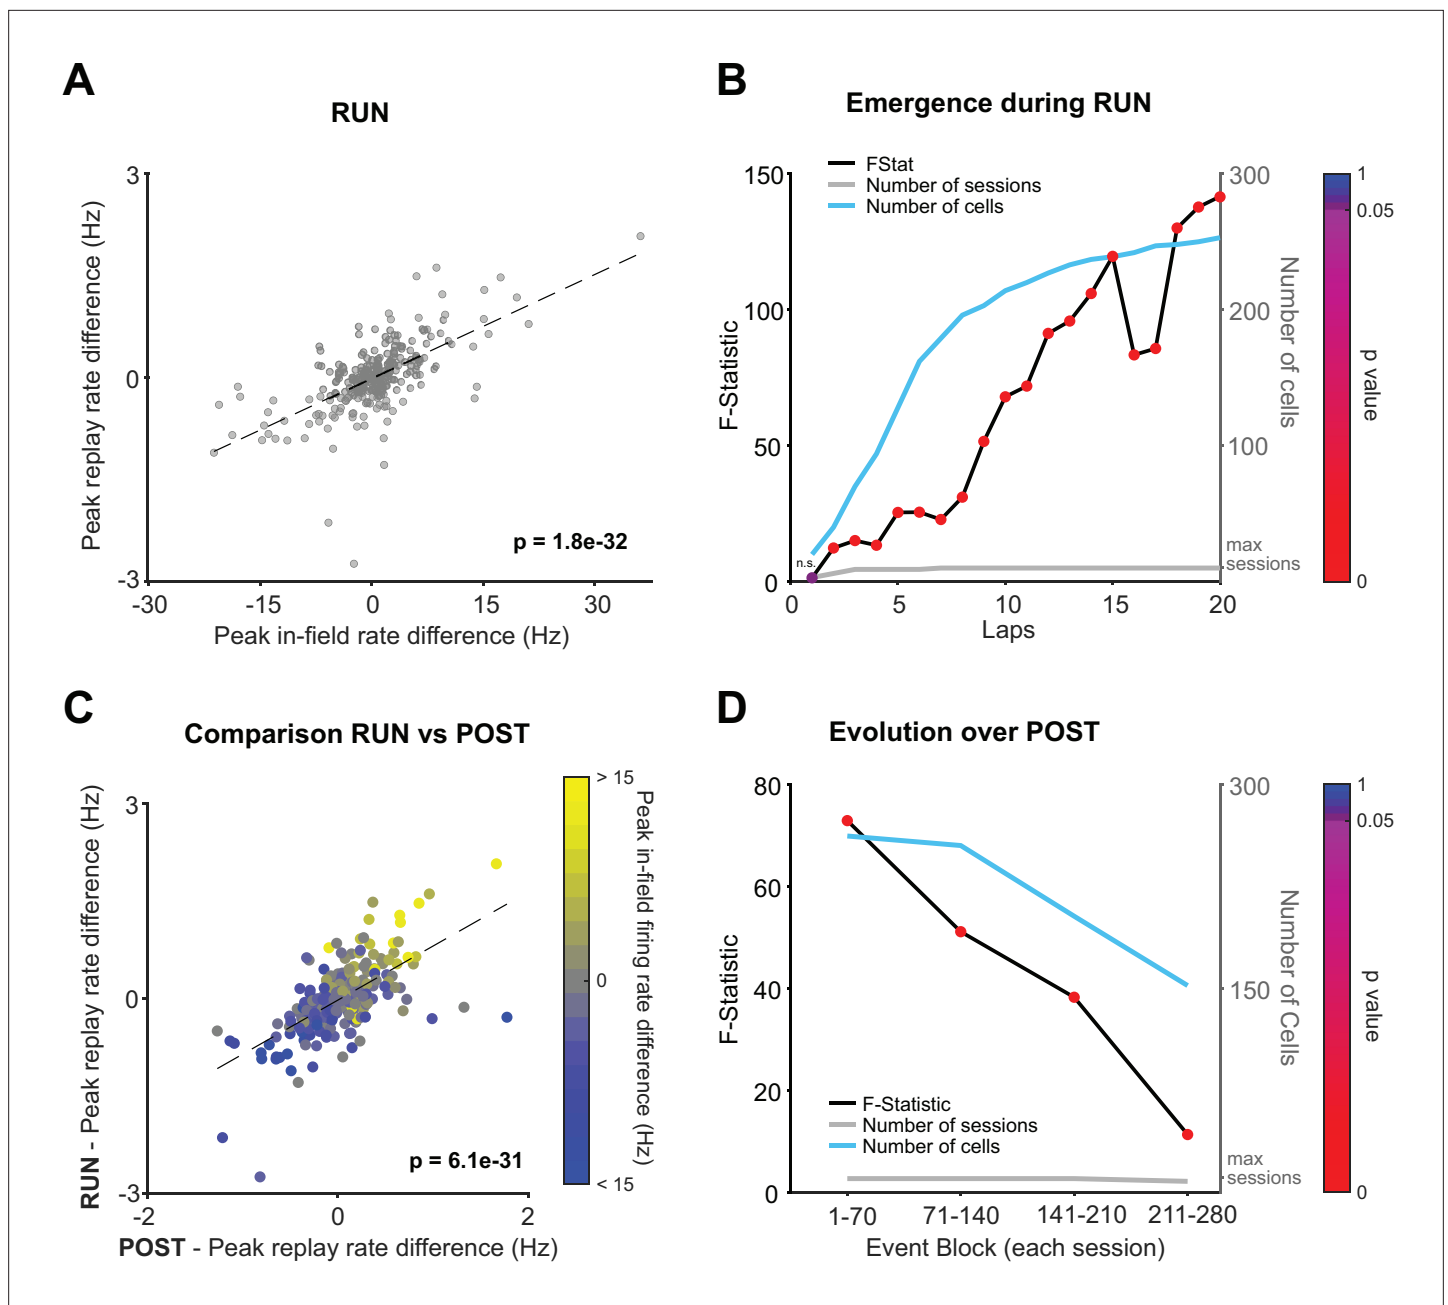 A
RUN
Peak replay rate difference (Hz)
3
0
-3
p = 1.8e-32
-30
-15
0
15
30
Peak in-field rate difference (Hz)
B
Emergence during RUN
FStat
Number of sessions
Number of cells
F-Statistic
150
100
50
0
n.s.
0
5
10
15
20
Laps
300
200
100
max
sessions
Number of cells
1
0.05
0
p value
C
Comparison RUN vs POST
RUN - Peak replay rate difference (Hz)
3
0
-3
p = 6.1e-31
-2
0
2
POST - Peak replay rate difference (Hz)
> 15
0
< 15
Peak in-field firing rate difference (Hz)
D
Evolution over POST
F-Statistic
80
60
40
20
0
F-Statistic
Number of sessions
Number of cells
1-70
71-140
141-210
211-280
Event Block (each session)
300
150
max
sessions
Number of Cells
1
0.05
0
p value